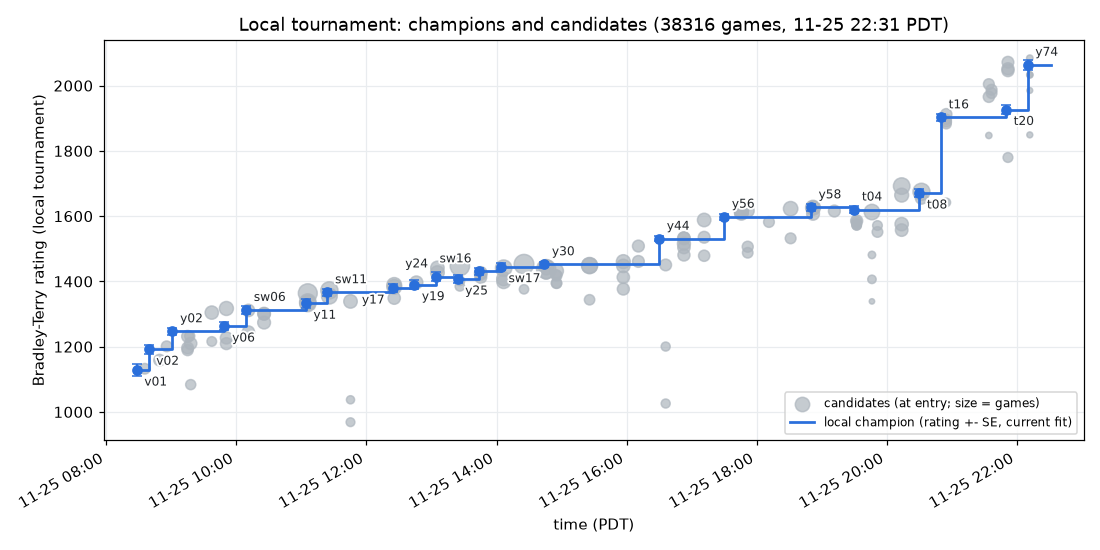 Local tournament: champions and candidates (38316 games, 11-25 22:31 PDT)
Bradley-Terry rating (local tournament)
2000
1800
1600
1400
1200
1000
v01
v02
y02
y06
sw06
y11
sw11
y17
y24
y19
sw16
y25
sw17
y30
y44
y56
y58
t04
t08
t16
t20
y74
candidates (at entry; size = games)
local champion (rating +- SE, current fit)
11-25 08:00
11-25 10:00
11-25 12:00
11-25 14:00
11-25 16:00
11-25 18:00
11-25 20:00
11-25 22:00
time (PDT)